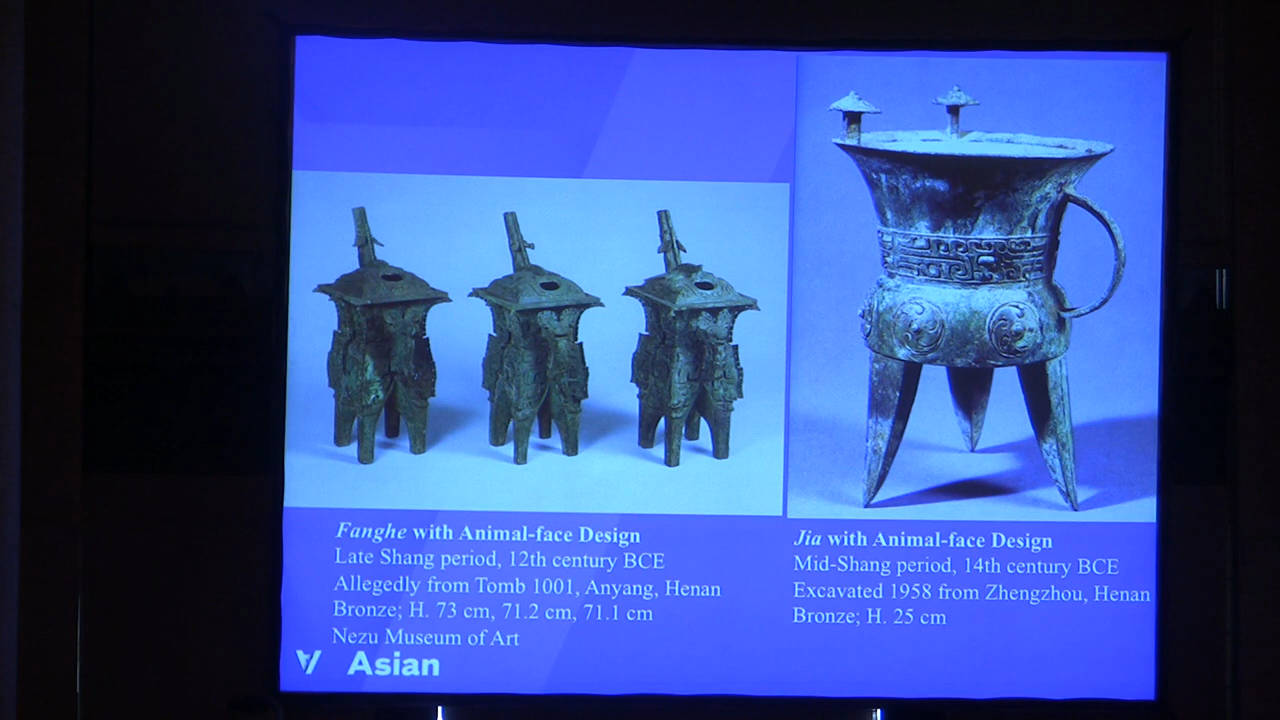 Fanghe with Animal-face Design
Late Shang period, 12th century BCE
Allegedly from Tomb 1001, Anyang, Henan
Bronze; H. 73 cm, 71.2 cm, 71.1 cm
Nezu Museum of Art
Asian
Jia with Animal-face Design
Mid-Shang period, 14th century BCE
Excavated 1958 from Zhengzhou, Henan
Bronze; H. 25 cm